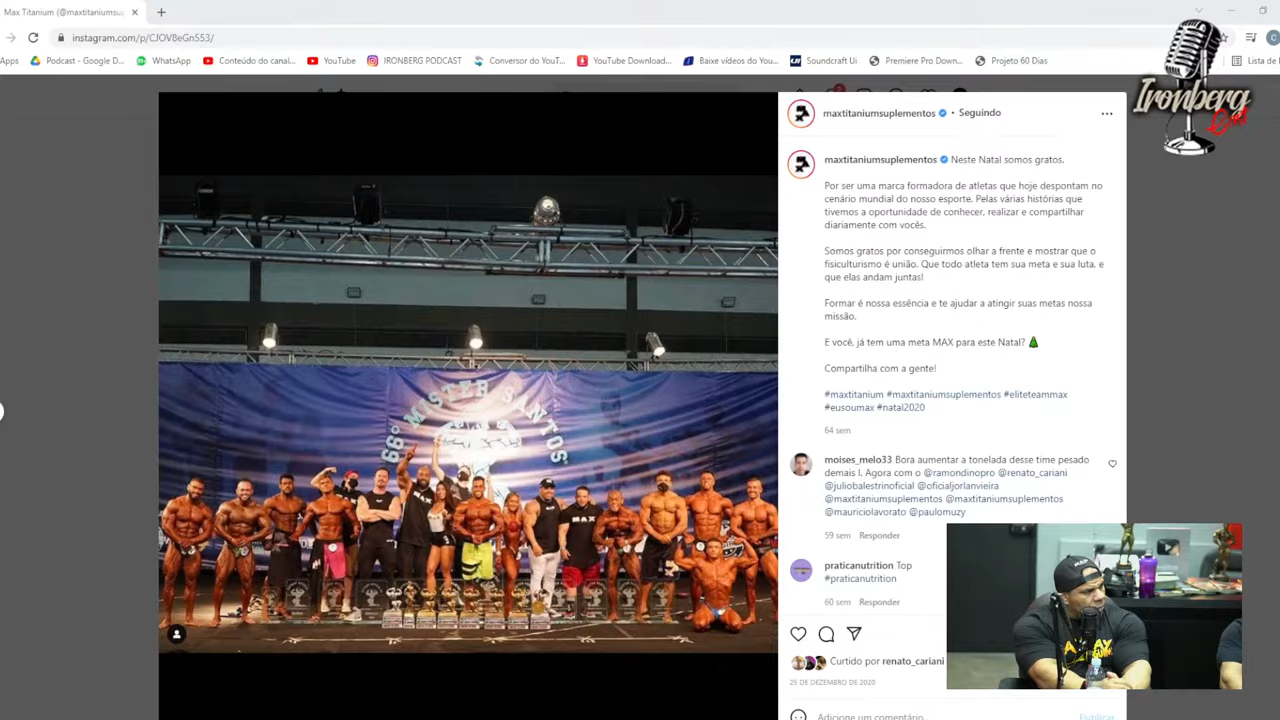 Max Titanium (@maxtitaniumsu
instagram.com/p/CJOV8eGn553/
Apps
Podcast - Google D...
WhatsApp
Conteúdo do canal...
YouTube
IRONBERG PODCAST
Conversor do YouT...
YouTube Download...
Baixe vídeos do You...
Soundcraft Ui
Premiere Pro Down...
Projeto 60 Dias
Lista de
Ironberg
maxtitaniumsuplementos • Seguindo
maxtitaniumsuplementos Neste Natal somos gratos.
Por ser uma marca formadora de atletas que hoje despontam no
cenário mundial do nosso esporte. Pelas várias histórias que
tivemos a oportunidade de conhecer, realizar e compartilhar
diariamente com vocês.
Somos gratos por conseguirmos olhar a frente e mostrar que o
fisiculturismo é união. Que todo atleta tem sua meta e sua luta, e
que elas andam juntas!
Formar é nossa essência e te ajudar a atingir suas metas nossa
missão.
E você, já tem uma meta MAX para este Natal?
Compartilha com a gente!
#maxtitanium #maxtitaniumsuplementos #eliteteammax
#eusoumax #natal2020
64 sem
moises_melo33 Bora aumentar a tonelada desse time pesado
demais I. Agora com o @ramondinopro @renato_cariani
@juliobalestrinoficial @oficialjorlanvieira
@maxtitaniumsuplementos @maxtitaniumsuplementos
@mauriciolavorato @paulomuzy
59 sem Responder
praticanutrition Top
#praticanutrition
60 sem Responder
Curtido por renato_cariani
25 DE DEZEMBRO DE 2020
Adicione um comentário...
Publicar
66º MISTER SANTOS
MAX